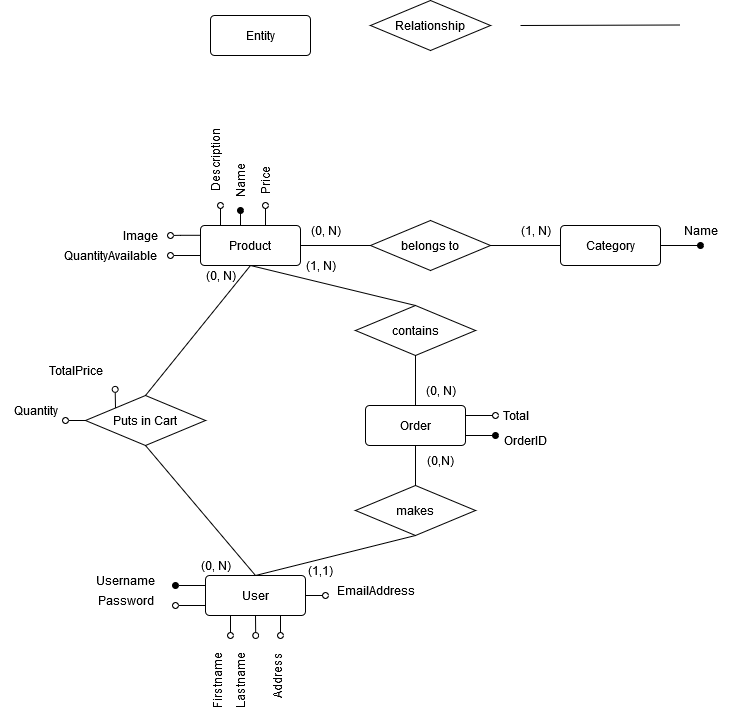 Entity
Relationship
Description
Name
Price
Image
QuantityAvailable
Product
(0, N)
belongs to
(1, N)
Category
Name
(0, N)
(1, N)
contains
TotalPrice
Quantity
Puts in Cart
(0, N)
Order
Total
OrderID
(0,N)
makes
(0, N)
(1,1)
Username
Password
User
EmailAddress
Firstname
Lastname
Address